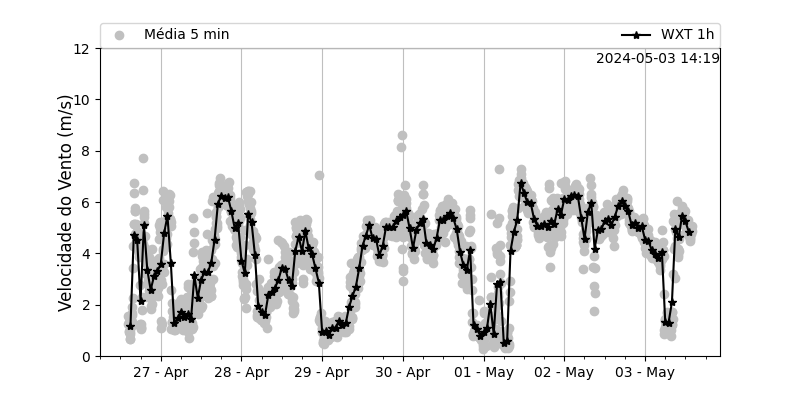 Média 5 min
WXT 1h
2024-05-03 14:19
Velocidade do Vento (m/s)
12
10
8
6
4
2
0
27 - Apr
28 - Apr
29 - Apr
30 - Apr
01 - May
02 - May
03 - May